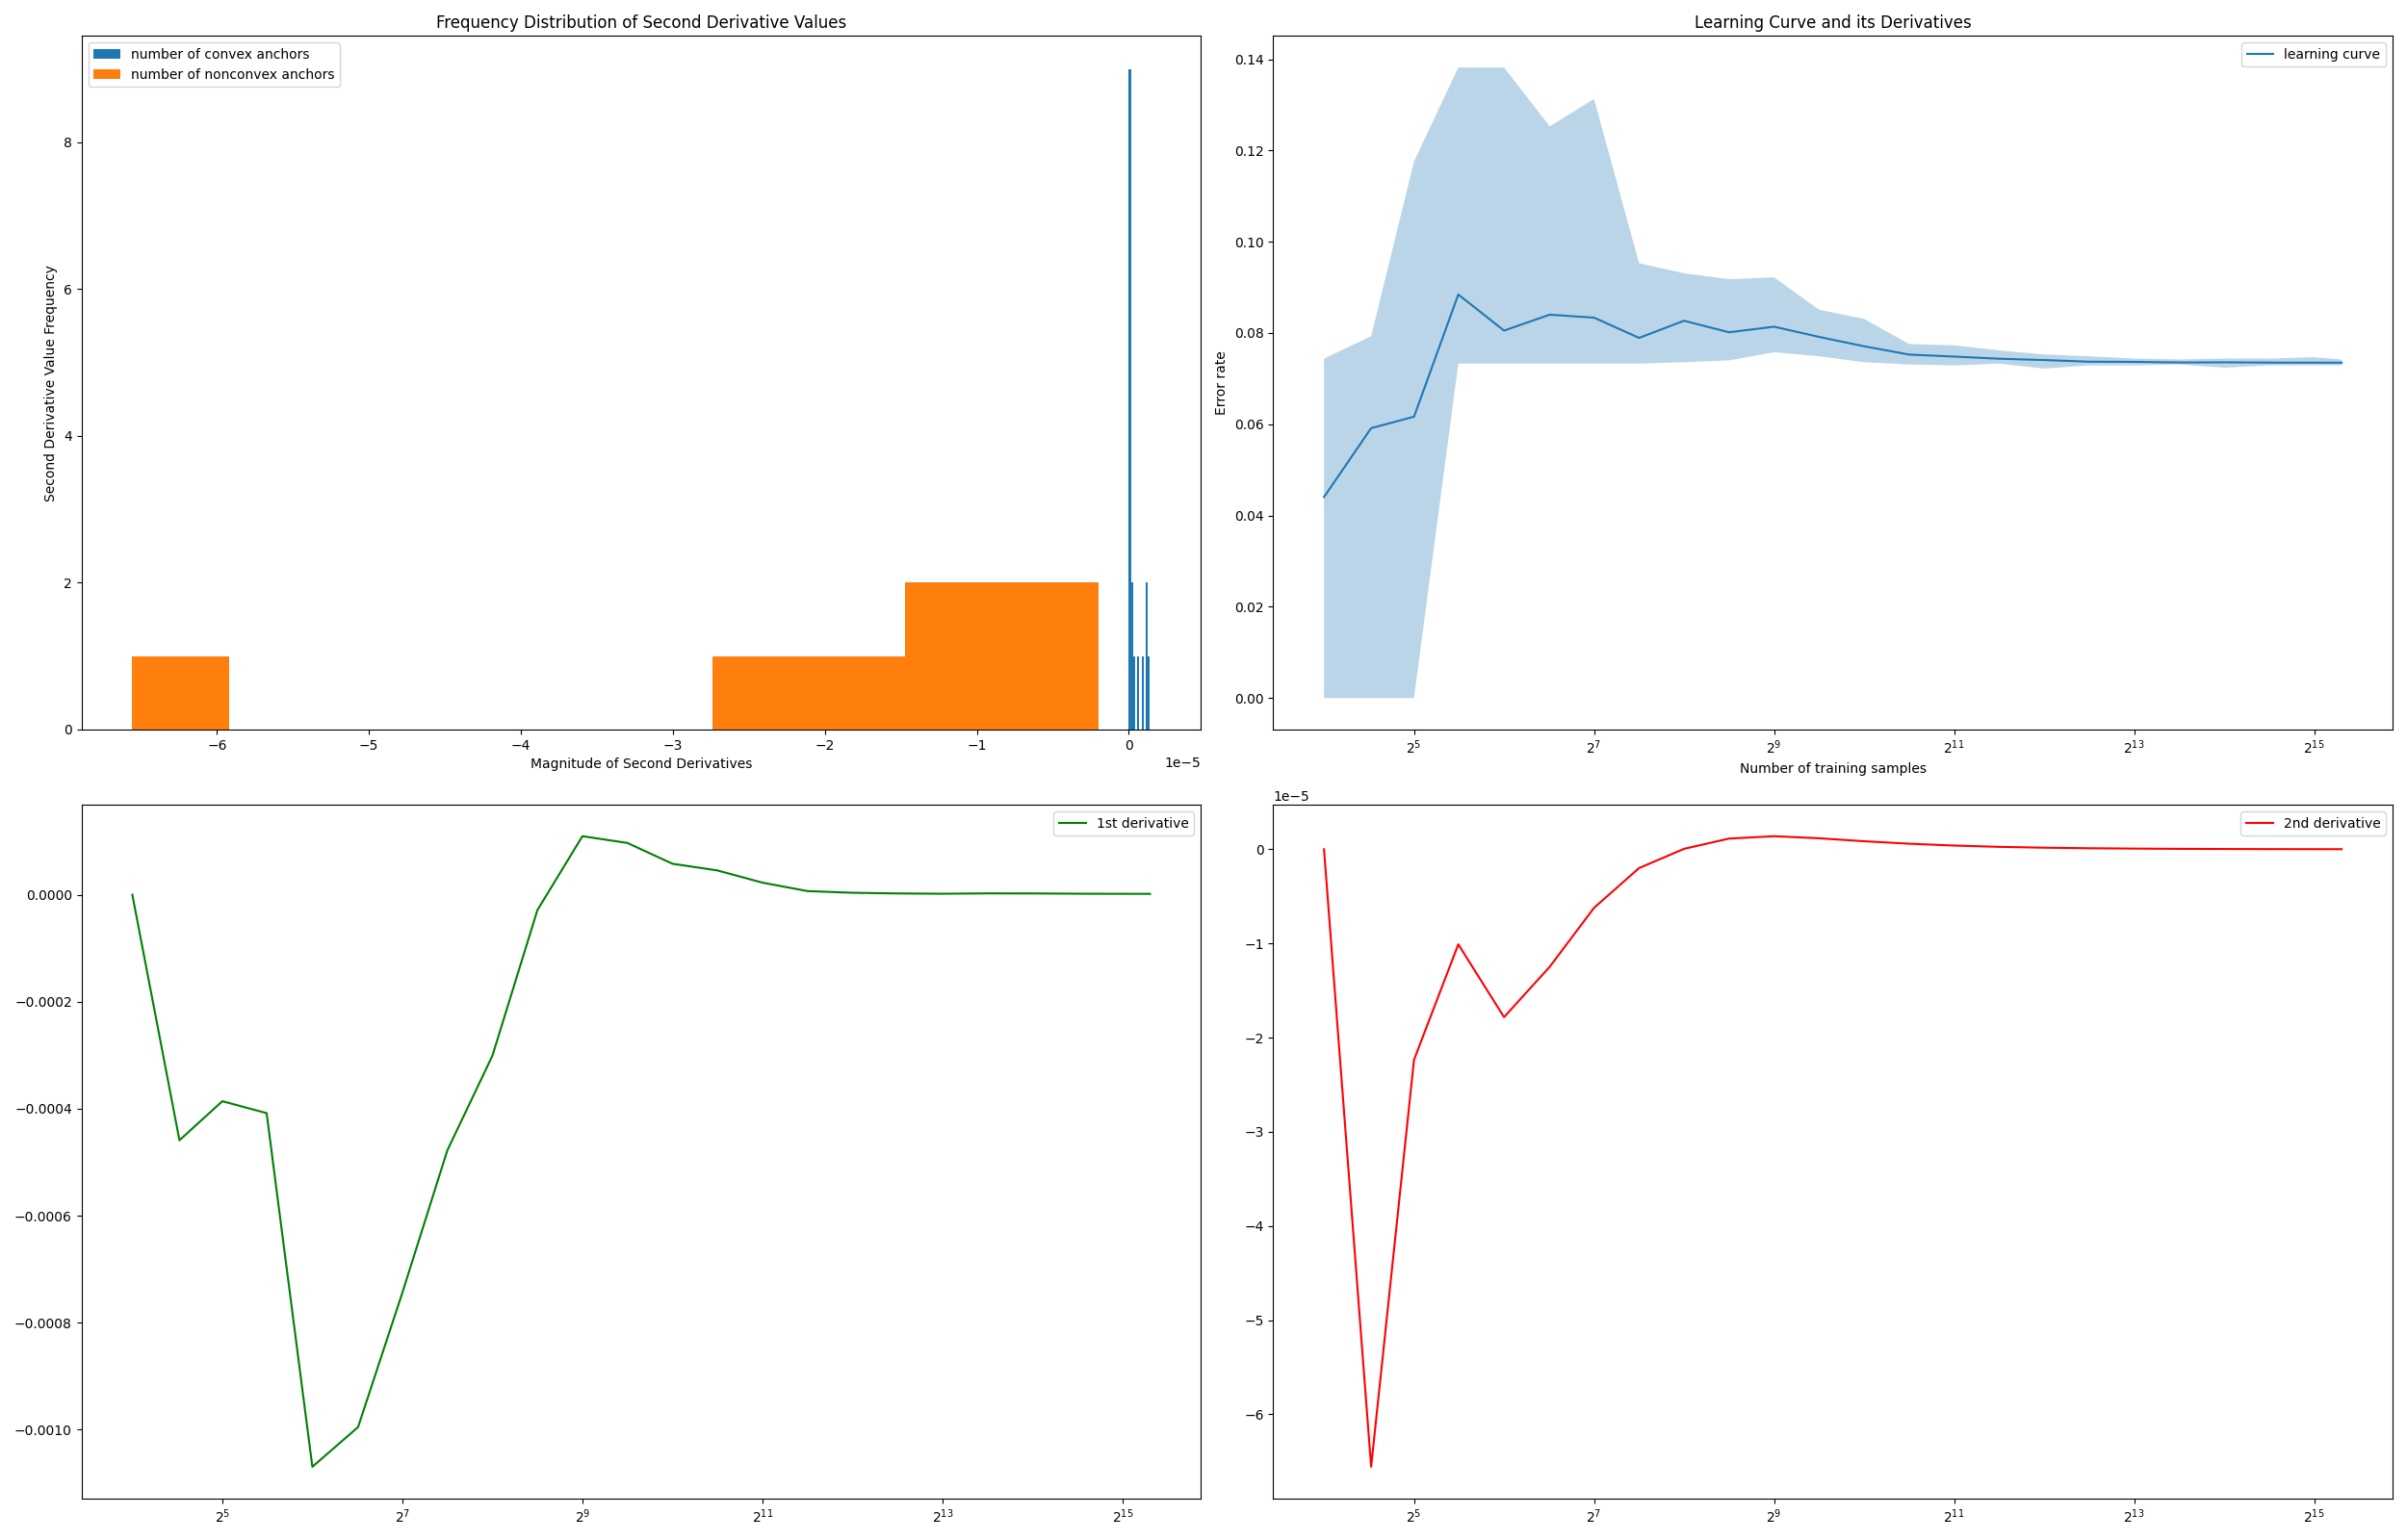 Frequency Distribution of Second Derivative Values
number of convex anchors
number of nonconvex anchors
Second Derivative Value Frequency
8
6
4
2
0
−6 −5 −4 −3 −2 −1 0
1e−5
Magnitude of Second Derivatives
Learning Curve and its Derivatives
learning curve
Error rate
0.14
0.12
0.10
0.08
0.06
0.04
0.02
0.00
2^5 2^7 2^9 2^11 2^13 2^15
Number of training samples
1st derivative
0.0000
−0.0002
−0.0004
−0.0006
−0.0008
−0.0010
2^5 2^7 2^9 2^11 2^13 2^15
1e−5
2nd derivative
0
−1
−2
−3
−4
−5
−6
2^5 2^7 2^9 2^11 2^13 2^15